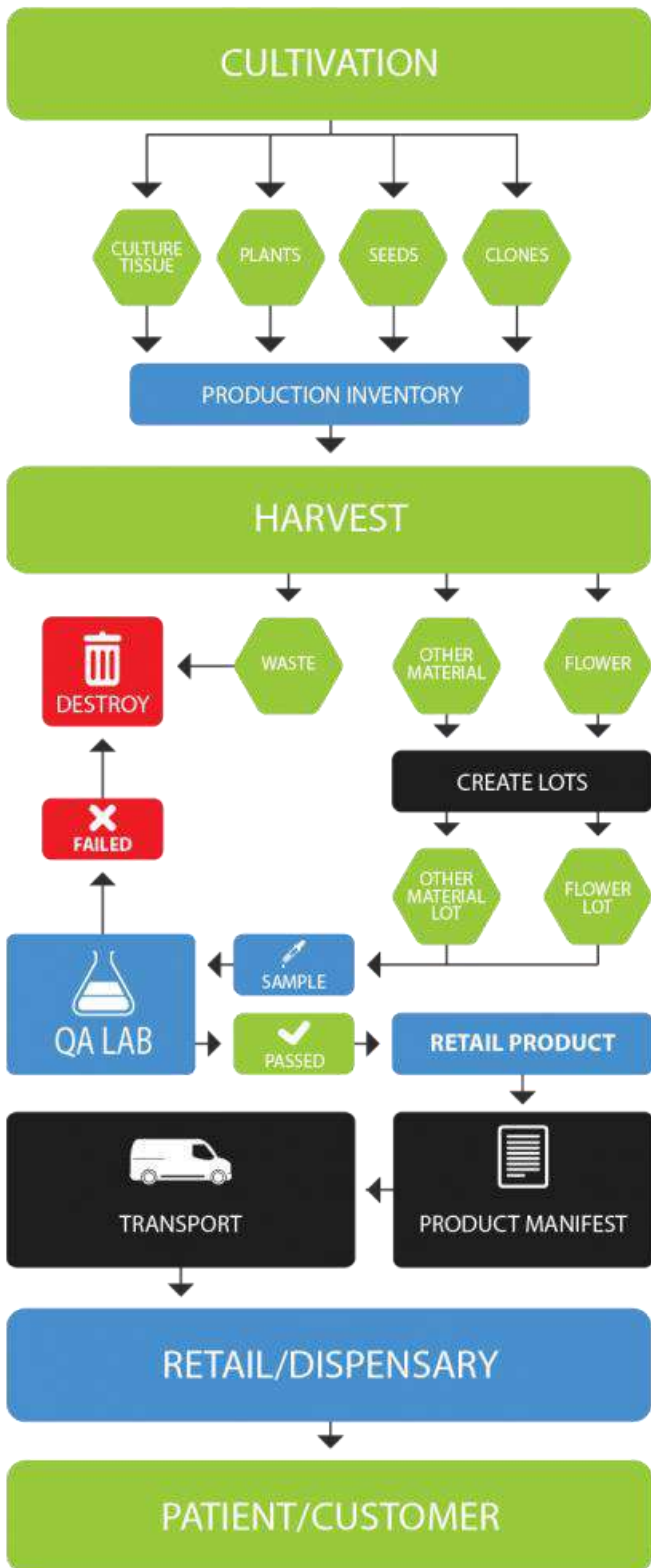 CULTIVATION
CULTURE
TISSUE
PLANTS
SEEDS
CLONES
PRODUCTION INVENTORY
HARVEST
DESTROY
WASTE
OTHER
MATERIAL
FLOWER
CREATE LOTS
FAILED
OTHER
MATERIAL
LOT
FLOWER
LOT
QA LAB
SAMPLE
PASSED
RETAIL PRODUCT
TRANSPORT
PRODUCT MANIFEST
RETAIL/DISPENSARY
PATIENT/CUSTOMER